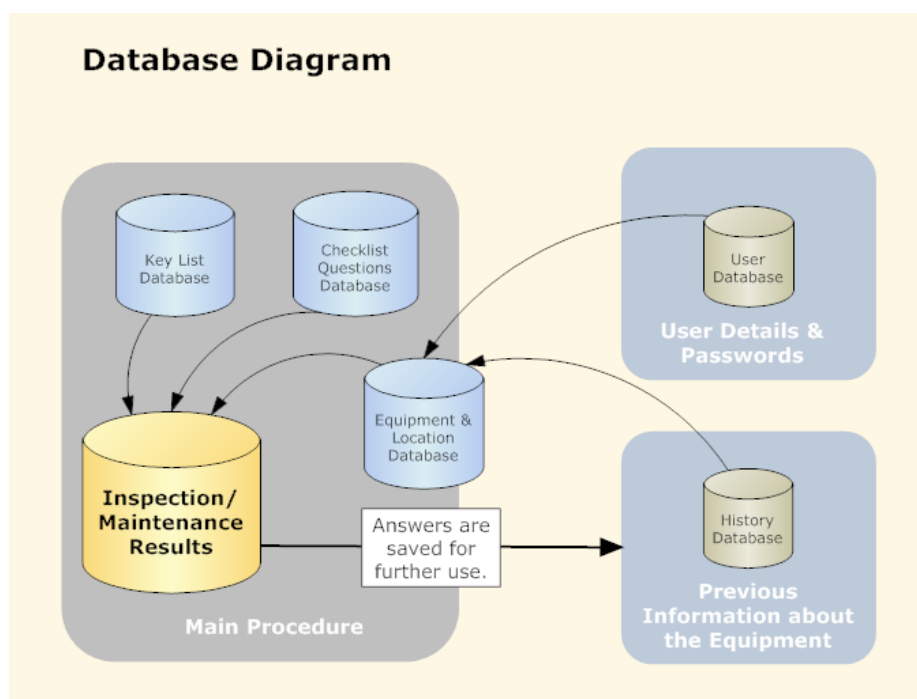 Database Diagram
Key List
Database
Checklist
Questions
Database
User
Database
User Details &
Passwords
Equipment &
Location
Database
Inspection/
Maintenance
Results
Answers are
saved for
further use.
History
Database
Previous
Information about
the Equipment
Main Procedure